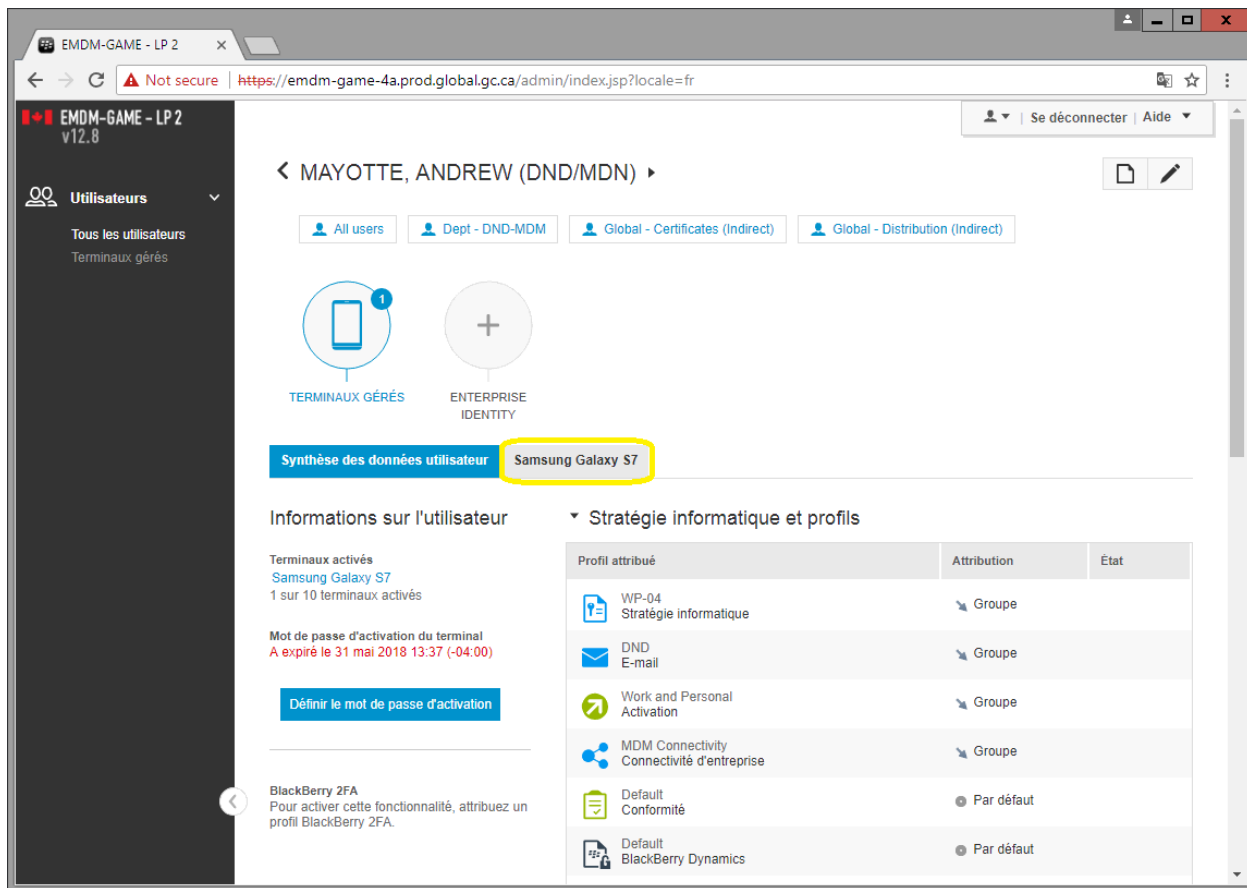 EMDM-GAME - LP 2
Not secure | https://emdm-game-4a.prod.global.gc.ca/admin/index.jsp?locale=fr
EMDM-GAME – LP 2
v12.8
Se déconnecter | Aide
MAYOTTE, ANDREW (DND/MDN)
Utilisateurs
Tous les utilisateurs
Terminaux gérés
All users
Dept - DND-MDM
Global - Certificates (Indirect)
Global - Distribution (Indirect)
1
TERMINAUX GÉRÉS
ENTERPRISE
IDENTITY
Synthèse des données utilisateur
Samsung Galaxy S7
Informations sur l'utilisateur
Terminaux activés
Samsung Galaxy S7
1 sur 10 terminaux activés
Mot de passe d'activation du terminal
A expiré le 31 mai 2018 13:37 (-04:00)
Définir le mot de passe d'activation
BlackBerry 2FA
Pour activer cette fonctionnalité, attribuez un
profil BlackBerry 2FA.
Stratégie informatique et profils
Profil attribué Attribution État
WP-04
Stratégie informatique
Groupe
DND
E-mail
Groupe
Work and Personal
Activation
Groupe
MDM Connectivity
Connectivité d'entreprise
Groupe
Default
Conformité
Par défaut
Default
BlackBerry Dynamics
Par défaut